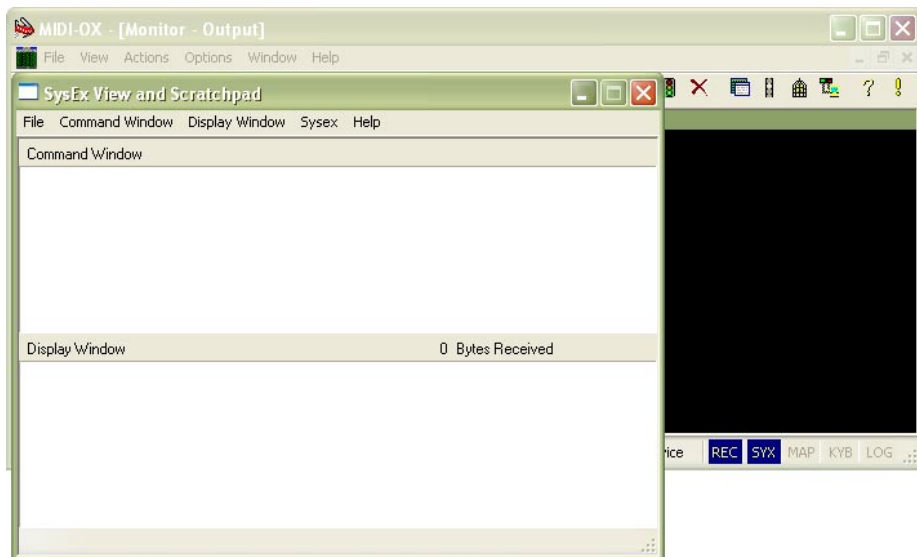 MIDI-OX - [Monitor - Output]
File View Actions Options Window Help
SysEx View and Scratchpad
File Command Window Display Window Sysex Help
Command Window
Display Window 0 Bytes Received
REC SYX MAP KYB LOG